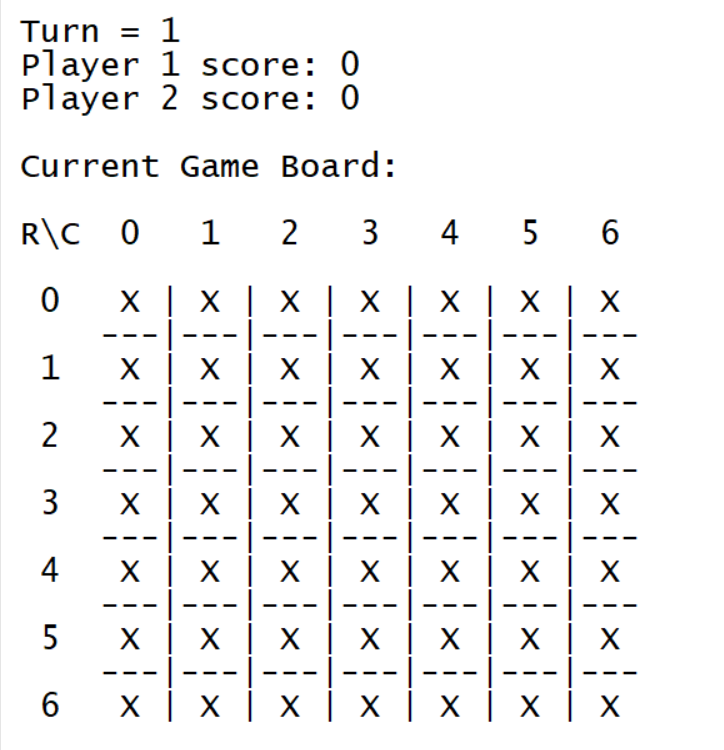 Turn = 1
Player 1 score: 0
Player 2 score: 0
Current Game Board:
R\C  0   1   2   3   4   5   6
 0   X | X | X | X | X | X | X
    ---|---|---|---|---|---|---
 1   X | X | X | X | X | X | X
    ---|---|---|---|---|---|---
 2   X | X | X | X | X | X | X
    ---|---|---|---|---|---|---
 3   X | X | X | X | X | X | X
    ---|---|---|---|---|---|---
 4   X | X | X | X | X | X | X
    ---|---|---|---|---|---|---
 5   X | X | X | X | X | X | X
    ---|---|---|---|---|---|---
 6   X | X | X | X | X | X | X